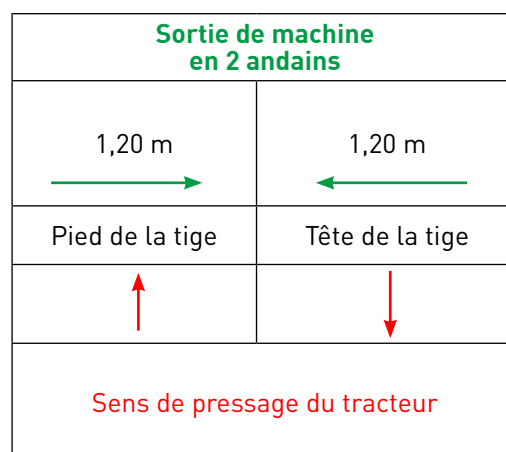 Sortie de machine
en 2 andains
1,20 m
1,20 m
Pied de la tige
Tête de la tige
Sens de pressage du tracteur